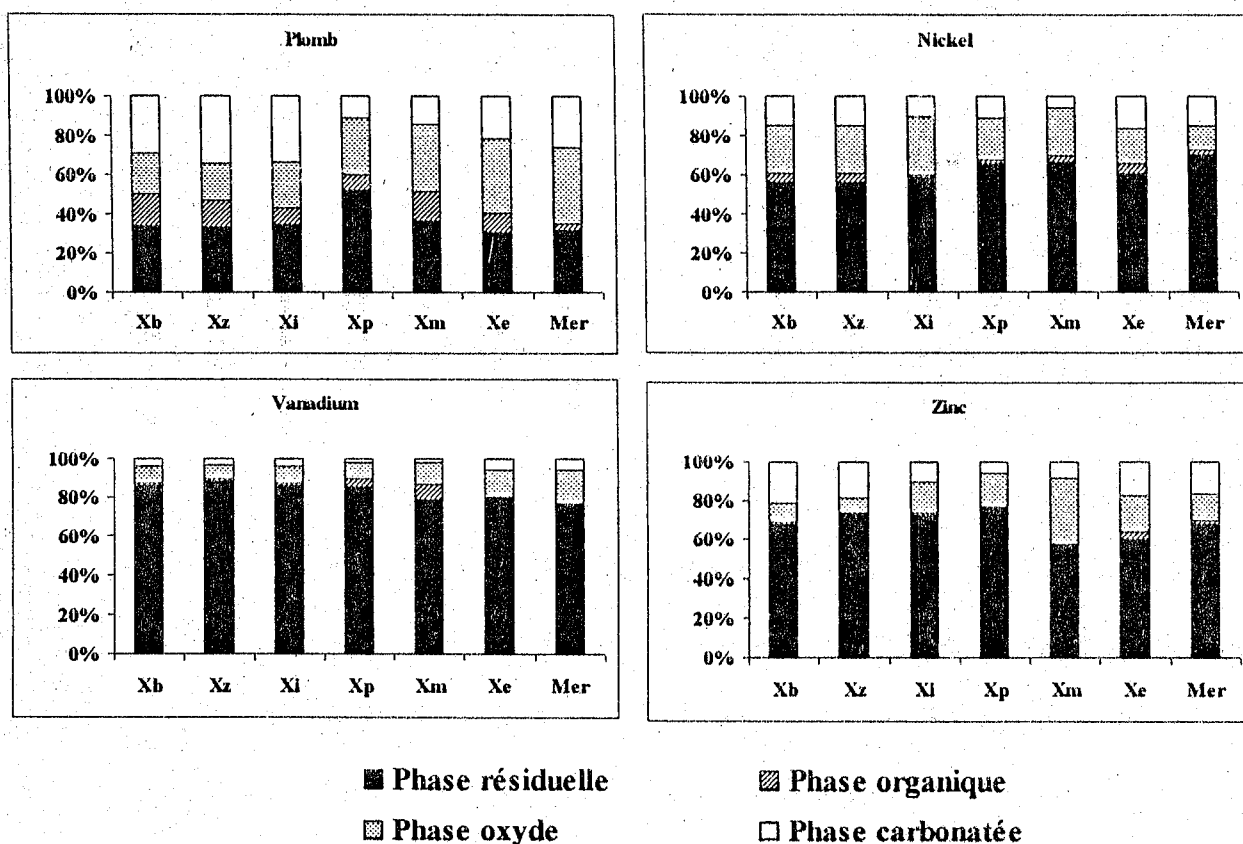 Plomb
100%
80%
60%
40%
20%
0%
Xb Xz Xi Xp Xm Xe Mer
Nickel
100%
80%
60%
40%
20%
0%
Xb Xz Xi Xp Xm Xe Mer
Vanadium
100%
80%
60%
40%
20%
0%
Xb Xz Xi Xp Xm Xe Mer
Zinc
100%
80%
60%
40%
20%
0%
Xb Xz Xi Xp Xm Xe Mer
Phase résiduelle Phase organique
Phase oxyde Phase carbonatée